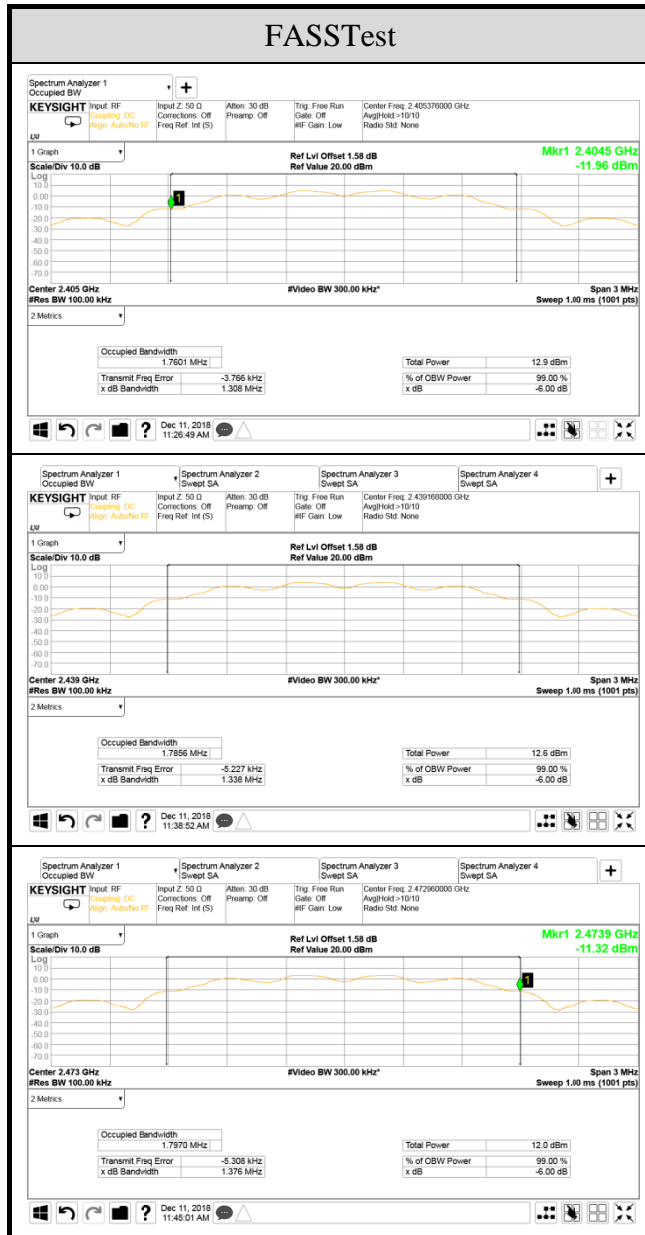 FASSTest
Spectrum Analyzer 1
Occupied BW
+
KEYSIGHT Input: RF Input Z: 50 Ω Atten: 30 dB Trig: Free Run Center Freq: 2.405376000 GHz
Coupling: DC Corrections: Off Preamp: Off Gate: Off Avg|Hold:>10/10
Align: Auto/No RF Freq Ref: Int (S) #IF Gain: Low Radio Std: None
LXI
1 Graph Ref Lvl Offset 1.58 dB Mkr1 2.4045 GHz
Scale/Div 10.0 dB Ref Value 20.00 dBm -11.96 dBm
Log
10.0
0.00
-10.0
-20.0
-30.0
-40.0
-50.0
-60.0
-70.0
1
Center 2.405 GHz #Video BW 300.00 kHz* Span 3 MHz
#Res BW 100.00 kHz Sweep 1.00 ms (1001 pts)
2 Metrics
Occupied Bandwidth
1.7601 MHz Total Power 12.9 dBm
Transmit Freq Error -3.766 kHz % of OBW Power 99.00 %
x dB Bandwidth 1.308 MHz x dB -6.00 dB
? Dec 11, 2018
11:26:49 AM
Spectrum Analyzer 1 Spectrum Analyzer 2 Spectrum Analyzer 3 Spectrum Analyzer 4
Occupied BW Swept SA Swept SA Swept SA
+
KEYSIGHT Input: RF Input Z: 50 Ω Atten: 30 dB Trig: Free Run Center Freq: 2.439168000 GHz
Coupling: DC Corrections: Off Preamp: Off Gate: Off Avg|Hold:>10/10
Align: Auto/No RF Freq Ref: Int (S) #IF Gain: Low Radio Std: None
LXI
1 Graph Ref Lvl Offset 1.58 dB
Scale/Div 10.0 dB Ref Value 20.00 dBm
Log
10.0
0.00
-10.0
-20.0
-30.0
-40.0
-50.0
-60.0
-70.0
Center 2.439 GHz #Video BW 300.00 kHz* Span 3 MHz
#Res BW 100.00 kHz Sweep 1.00 ms (1001 pts)
2 Metrics
Occupied Bandwidth
1.7856 MHz Total Power 12.6 dBm
Transmit Freq Error -5.227 kHz % of OBW Power 99.00 %
x dB Bandwidth 1.338 MHz x dB -6.00 dB
? Dec 11, 2018
11:38:52 AM
Spectrum Analyzer 1 Spectrum Analyzer 2 Spectrum Analyzer 3 Spectrum Analyzer 4
Occupied BW Swept SA Swept SA Swept SA
+
KEYSIGHT Input: RF Input Z: 50 Ω Atten: 30 dB Trig: Free Run Center Freq: 2.472960000 GHz
Coupling: DC Corrections: Off Preamp: Off Gate: Off Avg|Hold:>10/10
Align: Auto/No RF Freq Ref: Int (S) #IF Gain: Low Radio Std: None
LXI
1 Graph Ref Lvl Offset 1.58 dB Mkr1 2.4739 GHz
Scale/Div 10.0 dB Ref Value 20.00 dBm -11.32 dBm
Log
10.0
0.00
-10.0
-20.0
-30.0
-40.0
-50.0
-60.0
-70.0
1
Center 2.473 GHz #Video BW 300.00 kHz* Span 3 MHz
#Res BW 100.00 kHz Sweep 1.00 ms (1001 pts)
2 Metrics
Occupied Bandwidth
1.7970 MHz Total Power 12.0 dBm
Transmit Freq Error -5.308 kHz % of OBW Power 99.00 %
x dB Bandwidth 1.376 MHz x dB -6.00 dB
? Dec 11, 2018
11:45:01 AM